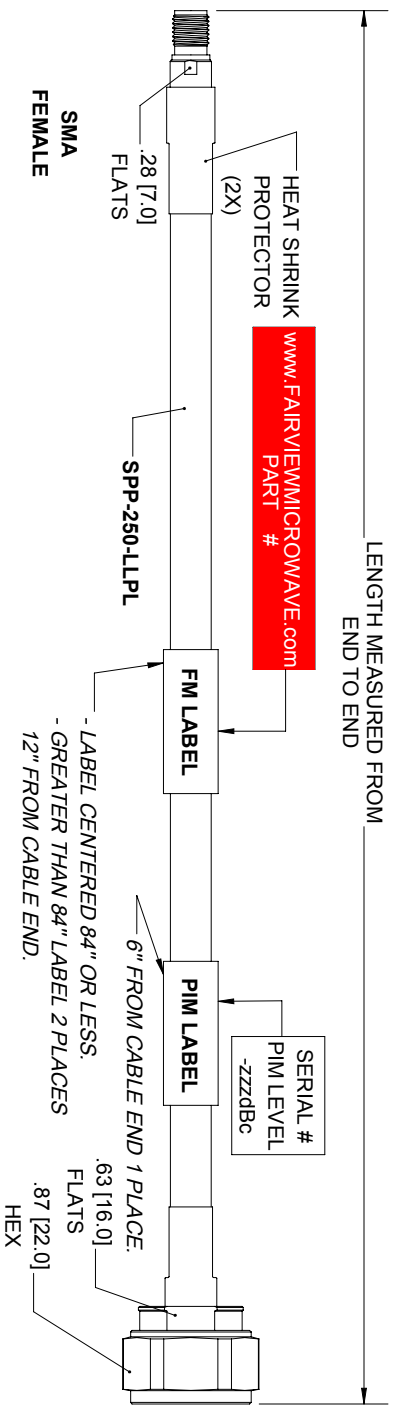 LENGTH MEASURED FROM
END TO END
www.FAIRVIEWMICROWAVE.com
PART #
SERIAL #
PIM LEVEL
-zzzdBc
HEAT SHRINK
PROTECTOR
(2X)
FM LABEL
PIM LABEL
.28 [7.0]
FLATS
SMA
FEMALE
SPP-250-LLPL
- LABEL CENTERED 84" OR LESS.
- GREATER THAN 84" LABEL 2 PLACES
12" FROM CABLE END.
6" FROM CABLE END 1 PLACE.
.63 [16.0]
FLATS
.87 [22.0]
HEX